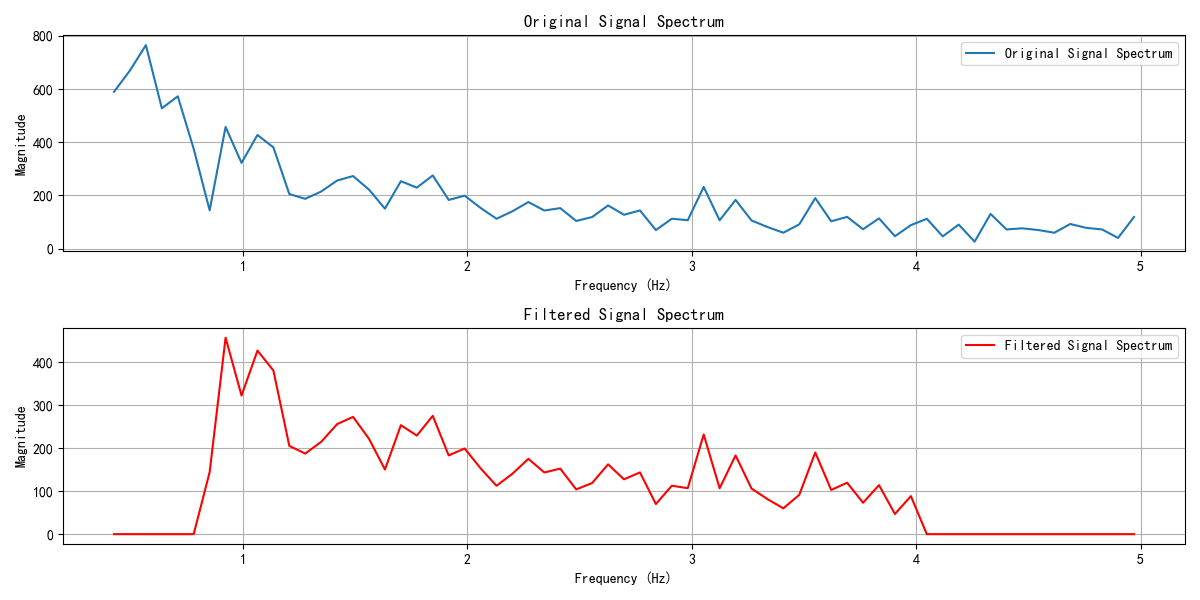 Original Signal Spectrum
800
600
400
200
0
Magnitude
Original Signal Spectrum
1 2 3 4 5
Frequency (Hz)
Filtered Signal Spectrum
400
300
200
100
0
Magnitude
Filtered Signal Spectrum
1 2 3 4 5
Frequency (Hz)